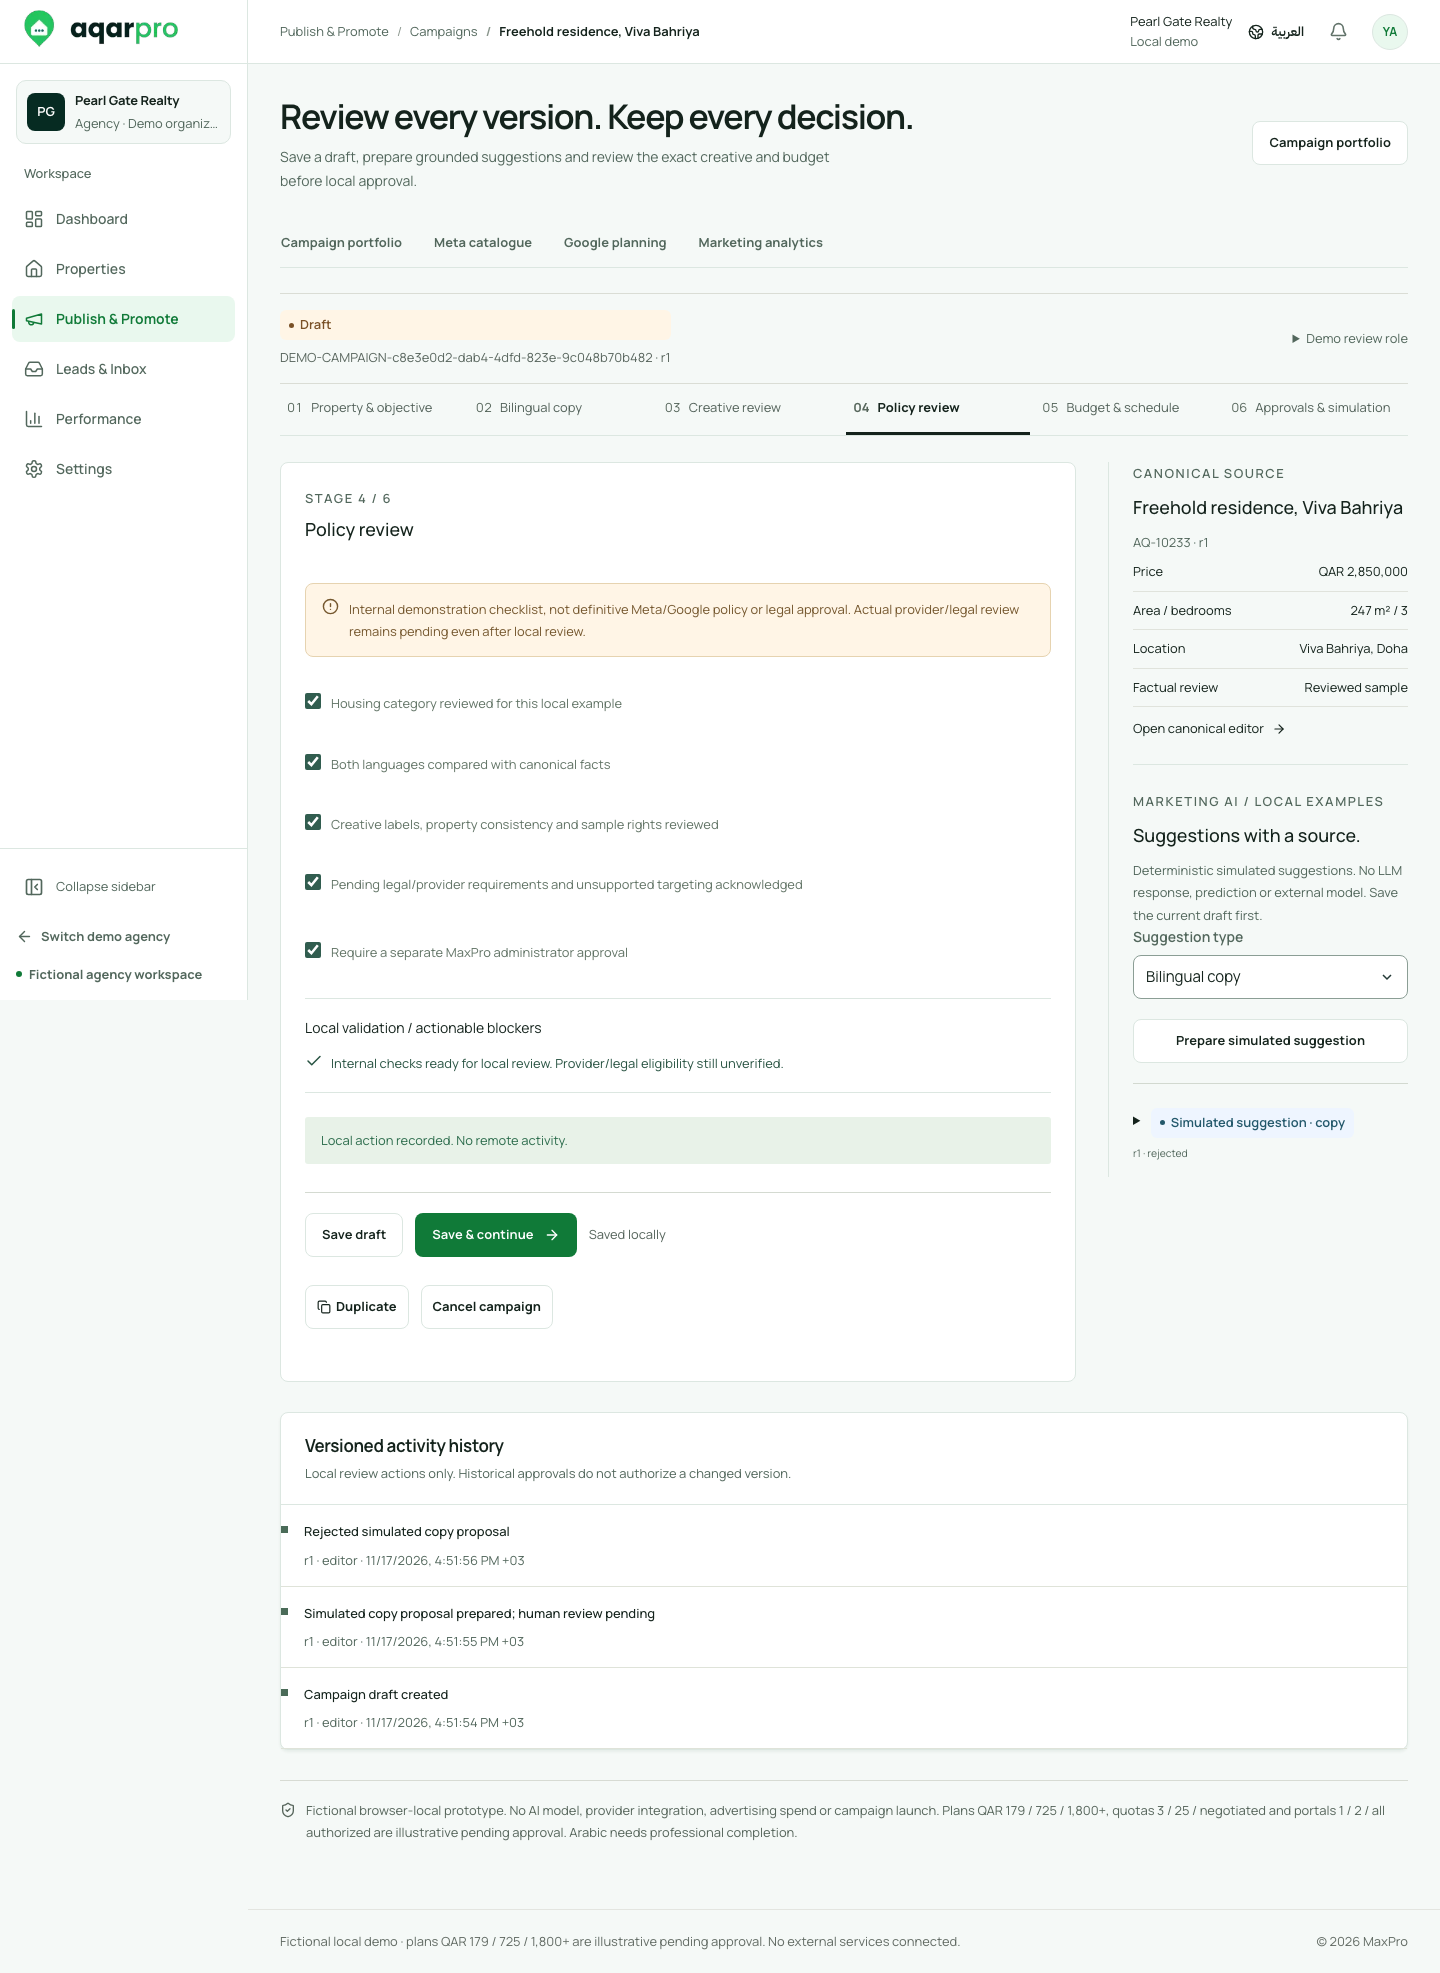 aqarpro
Publish & Promote / Campaigns / Freehold residence, Viva Bahriya
Pearl Gate Realty
Local demo
العربية
YA
PG
Pearl Gate Realty
Agency · Demo organiz...
Workspace
Dashboard
Properties
Publish & Promote
Leads & Inbox
Performance
Settings
Collapse sidebar
Switch demo agency
Fictional agency workspace
Review every version. Keep every decision.
Save a draft, prepare grounded suggestions and review the exact creative and budget
before local approval.
Campaign portfolio
Campaign portfolio
Meta catalogue
Google planning
Marketing analytics
Draft
DEMO-CAMPAIGN-c8e3e0d2-dab4-4dfd-823e-9c048b70b482 · r1
Demo review role
01 Property & objective
02 Bilingual copy
03 Creative review
04 Policy review
05 Budget & schedule
06 Approvals & simulation
STAGE 4 / 6
Policy review
Internal demonstration checklist, not definitive Meta/Google policy or legal approval. Actual provider/legal review
remains pending even after local review.
Housing category reviewed for this local example
Both languages compared with canonical facts
Creative labels, property consistency and sample rights reviewed
Pending legal/provider requirements and unsupported targeting acknowledged
Require a separate MaxPro administrator approval
Local validation / actionable blockers
Internal checks ready for local review. Provider/legal eligibility still unverified.
Local action recorded. No remote activity.
Save draft
Save & continue
Saved locally
Duplicate
Cancel campaign
CANONICAL SOURCE
Freehold residence, Viva Bahriya
AQ-10233 · r1
Price QAR 2,850,000
Area / bedrooms 247 m² / 3
Location Viva Bahriya, Doha
Factual review Reviewed sample
Open canonical editor
MARKETING AI / LOCAL EXAMPLES
Suggestions with a source.
Deterministic simulated suggestions. No LLM
response, prediction or external model. Save
the current draft first.
Suggestion type
Bilingual copy
Prepare simulated suggestion
Simulated suggestion · copy
r1 · rejected
Versioned activity history
Local review actions only. Historical approvals do not authorize a changed version.
Rejected simulated copy proposal
r1 · editor · 11/17/2026, 4:51:56 PM +03
Simulated copy proposal prepared; human review pending
r1 · editor · 11/17/2026, 4:51:55 PM +03
Campaign draft created
r1 · editor · 11/17/2026, 4:51:54 PM +03
Fictional browser-local prototype. No AI model, provider integration, advertising spend or campaign launch. Plans QAR 179 / 725 / 1,800+, quotas 3 / 25 / negotiated and portals 1 / 2 / all
authorized are illustrative pending approval. Arabic needs professional completion.
Fictional local demo · plans QAR 179 / 725 / 1,800+ are illustrative pending approval. No external services connected.
© 2026 MaxPro